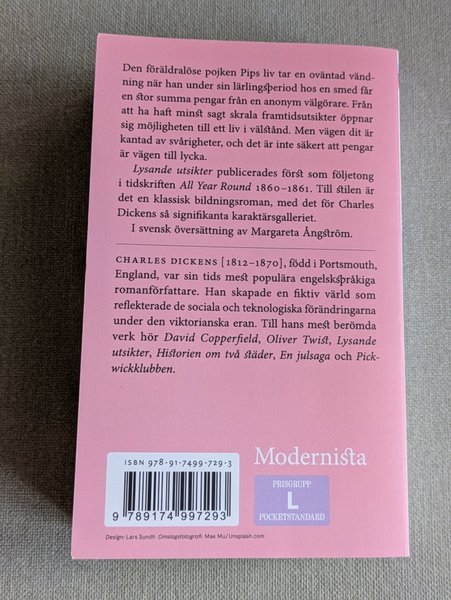 Den föräldralöse pojken Pips liv tar en oväntad vänd-
ning när han under sin lärlingsperiod hos en smed får
en stor summa pengar från en anonym välgörare. Från
att ha haft minst sagt skrala framtidsutsikter öppnar
sig möjligheten till ett liv i välstånd. Men vägen dit är
kantad av svårigheter, och det är inte säkert att pengar
är vägen till lycka.
Lysande utsikter publicerades först som följetong
i tidskriften All Year Round 1860–1861. Till stilen är
det en klassisk bildningsroman, med det för Charles
Dickens så signifikanta karaktärsgalleriet.
I svensk översättning av Margareta Ångström.
CHARLES DICKENS [1812–1870], född i Portsmouth,
England, var sin tids mest populära engelskspråkiga
romanförfattare. Han skapade en fiktiv värld som
reflekterade de sociala och teknologiska förändringarna
under den viktorianska eran. Till hans mest berömda
verk hör David Copperfield, Oliver Twist, Lysande
utsikter, Historien om två städer, En julsaga och Pick-
wickklubben.
ISBN 978-91-7499-729-3
9 789174 997293
Modernista
PRISGRUPP
L
POCKETSTANDARD
Design: Lars Sundh Omslagsfotografi: Mae Mu/Unsplash.com